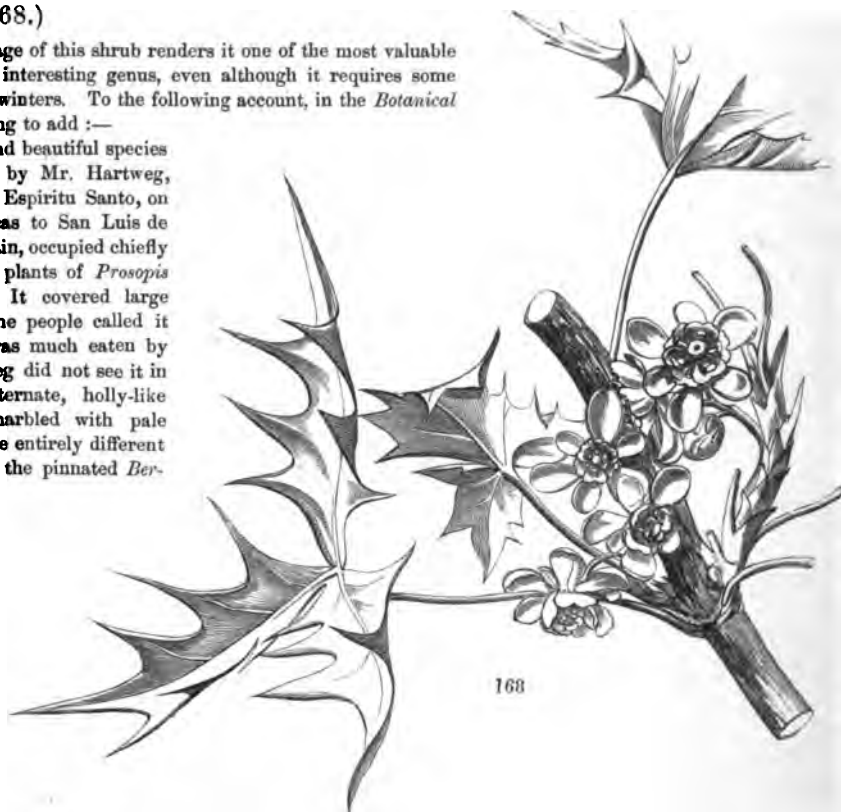 68.)
ge of this shrub renders it one of the most valuable
interesting genus, even although it requires some
winters. To the following account, in the Botanical
ng to add :—
nd beautiful species
by Mr. Hartweg,
Espiritu Santo, on
as to San Luis de
in, occupied chiefly
plants of Prosopis
It covered large
ne people called it
as much eaten by
eg did not see it in
ternate, holly-like
marbled with pale
e entirely different
the pinnated Ber-
168